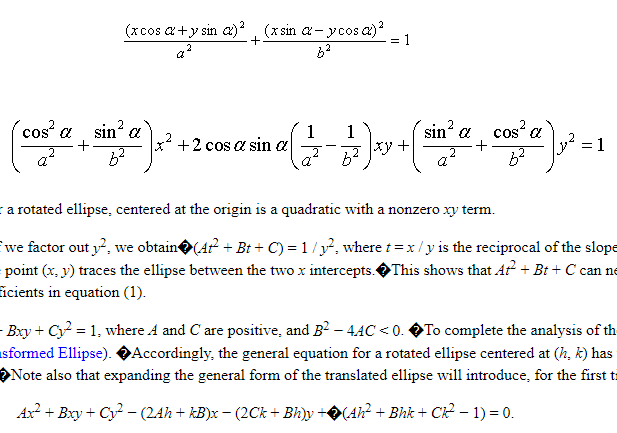 (x cos α + y sin α)² / a² + (x sin α – y cos α)² / b² = 1
(cos² α / a² + sin² α / b²) x² + 2 cos α sin α (1 / a² – 1 / b²) xy + (sin² α / a² + cos² α / b²) y² = 1
a rotated ellipse, centered at the origin is a quadratic with a nonzero xy term.
we factor out y², we obtain�(At² + Bt + C) = 1 / y², where t = x / y is the reciprocal of the slope
point (x, y) traces the ellipse between the two x intercepts.�This shows that At² + Bt + C can
ficients in equation (1).
Bxy + Cy² = 1, where A and C are positive, and B² – 4AC < 0. �To complete the analysis of
sformed Ellipse). �Accordingly, the general equation for a rotated ellipse centered at (h, k) has
�Note also that expanding the general form of the translated ellipse will introduce, for the first
Ax² + Bxy + Cy² – (2Ah + kB)x – (2Ck + Bh)y +�(Ah² + Bhk + Ck² – 1) = 0.